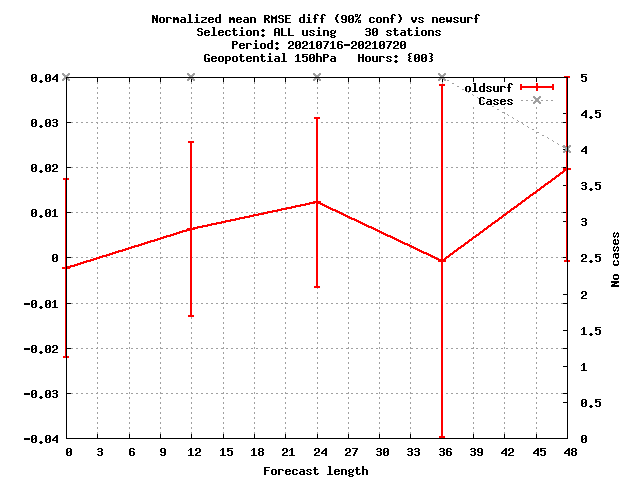 Normalized mean RMSE diff (90% conf) vs newsurf
Selection: ALL using    30 stations
Period: 20210716-20210720
Geopotential 150hPa   Hours: {00}
oldsurf
Cases
0.04
0.03
0.02
0.01
0
-0.01
-0.02
-0.03
-0.04
5
4.5
4
3.5
3
2.5
2
1.5
1
0.5
0
No cases
0 3 6 9 12 15 18 21 24 27 30 33 36 39 42 45 48
Forecast length